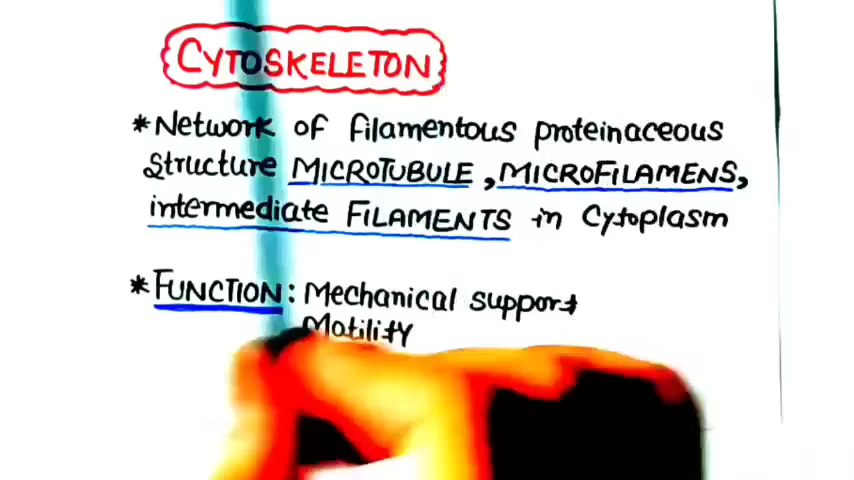 CYTOSKELETON
*Network of filamentous proteinaceous
Structure MICROTUBULE, MICROFILAMENS,
intermediate FILAMENTS in Cytoplasm
*FUNCTION: Mechanical support
Motility